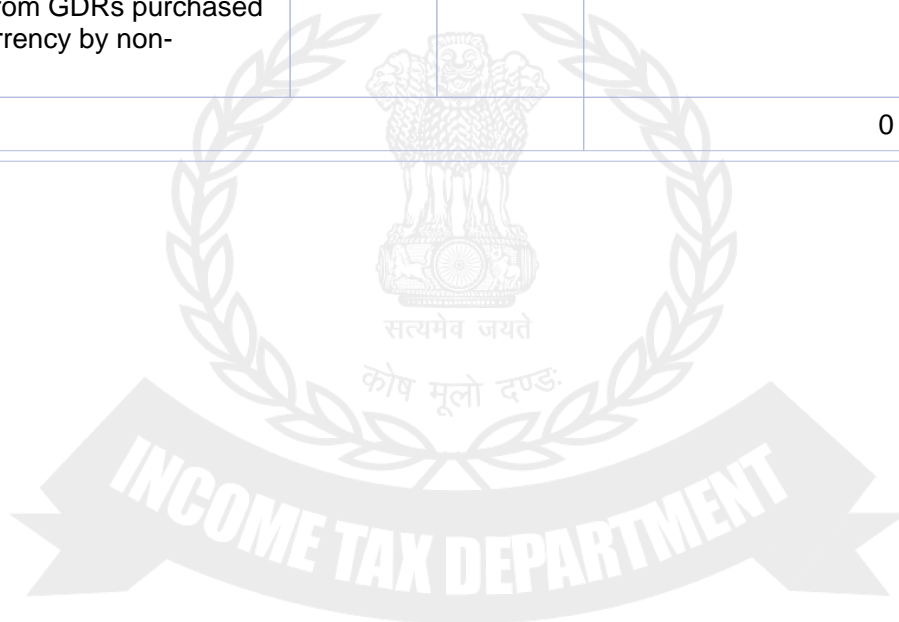 rom GDRs purchased
rrency by non-
0
सत्यमेव जयते
कोष मूलो दण्डः
INCOME TAX DEPARTMENT